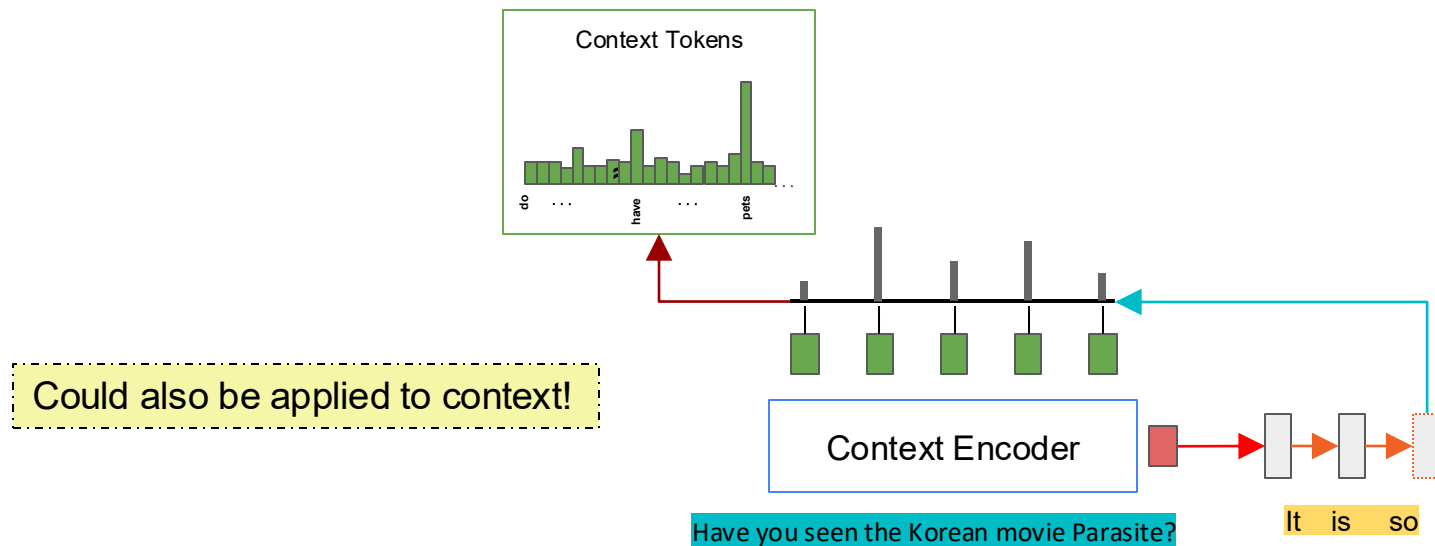 Context Tokens
do ... have ... pets ...
Could also be applied to context!
Context Encoder
Have you seen the Korean movie Parasite?
It is so